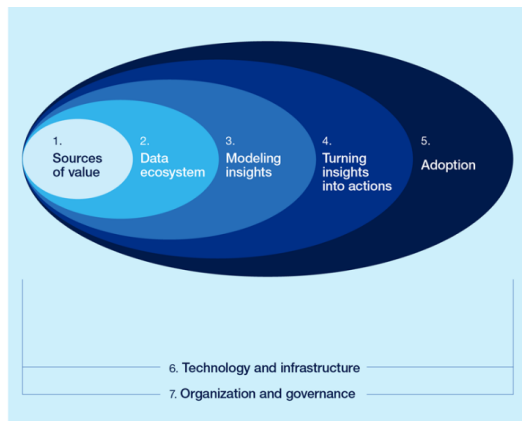 1.
Sources
of value
2.
Data
ecosystem
3.
Modeling
insights
4.
Turning
insights
into actions
5.
Adoption
6. Technology and infrastructure
7. Organization and governance